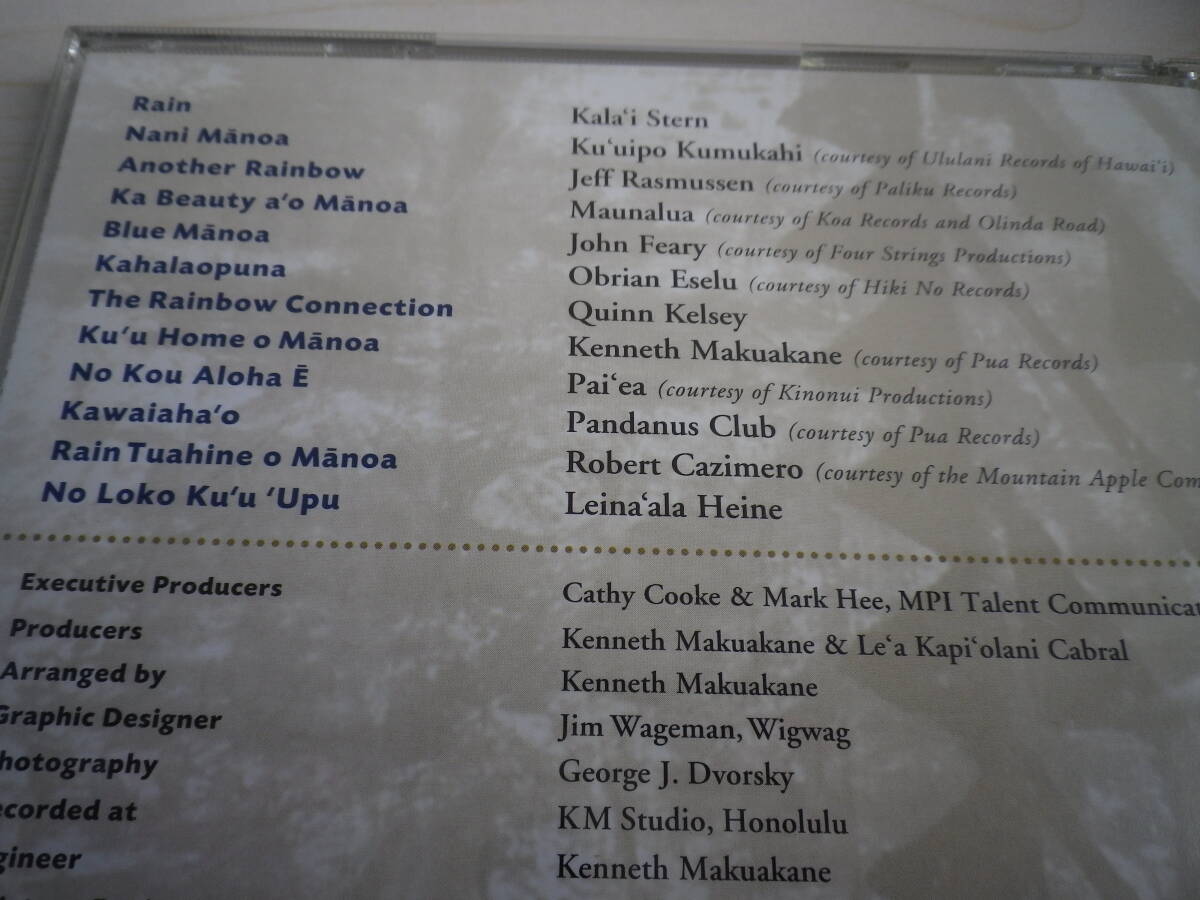 Rain Kala‘i Stern
Nani Mānoa Ku‘uipo Kumukahi (courtesy of Ululani Records of Hawai‘i)
Another Rainbow Jeff Rasmussen (courtesy of Paliku Records)
Ka Beauty a‘o Mānoa Maunalua (courtesy of Koa Records and Olinda Road)
Blue Mānoa John Feary (courtesy of Four Strings Productions)
Kahalaopuna Obrian Eselu (courtesy of Hiki No Records)
The Rainbow Connection Quinn Kelsey
Ku‘u Home o Mānoa Kenneth Makuakane (courtesy of Pua Records)
No Kou Aloha Ē Pai‘ea (courtesy of Kinonui Productions)
Kawaiaha‘o Pandanus Club (courtesy of Pua Records)
Rain Tuahine o Mānoa Robert Cazimero (courtesy of the Mountain Apple Com
No Loko Ku‘u ‘Upu Leina‘ala Heine
Executive Producers Cathy Cooke & Mark Hee, MPI Talent Communica
Producers Kenneth Makuakane & Le‘a Kapi‘olani Cabral
Arranged by Kenneth Makuakane
Graphic Designer Jim Wageman, Wigwag
hotography George J. Dvorsky
ecorded at KM Studio, Honolulu
gineer Kenneth Makuakane